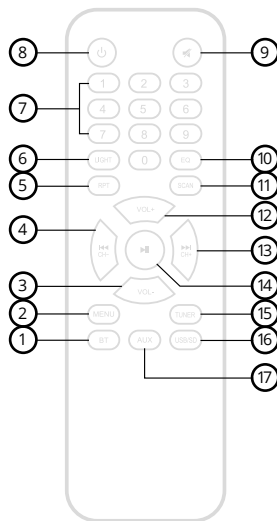 8 9
1 2 3
7
4 5 6
7 8 9
6 LIGHT 0 EQ 10
5 RPT SCAN 11
VOL+ 12
4
CH- CH+ 13
14
3 VOL-
2 MENU TUNER 15
1 BT AUX USB/SD 16
17